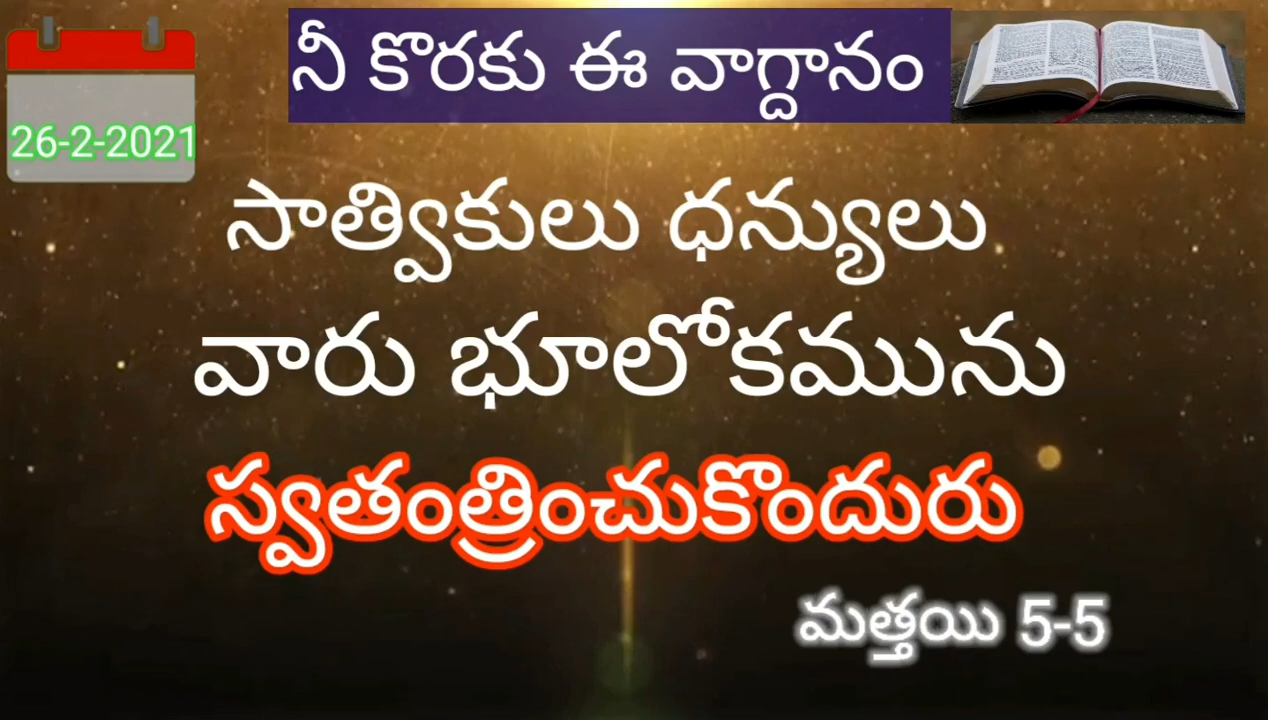 నీ కొరకు ఈ వాగ్దానం
26-2-2021
సాత్వికులు ధన్యులు
వారు భూలోకమును
స్వతంత్రించుకొందురు
మత్తయి 5-5